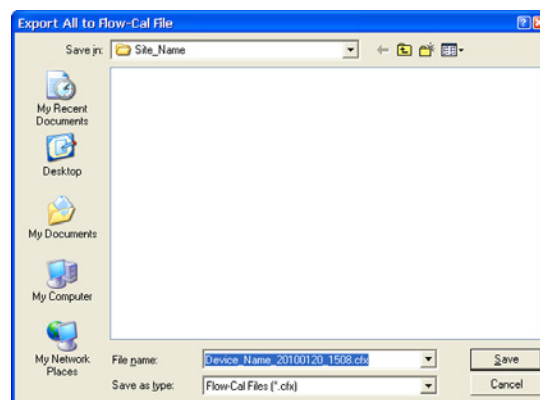 Export All to Flow-Cal File
Save in:
Site_Name
My Recent
Documents
Desktop
My Documents
My Computer
My Network
Places
File name:
Device_Name_20100120_1508.cfx
Save
Save as type:
Flow-Cal Files (*.cfx)
Cancel